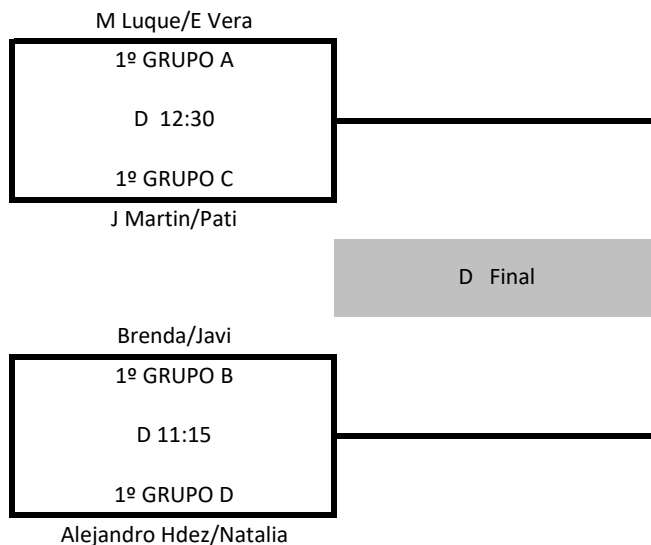 M Luque/E Vera
1º GRUPO A
D  12:30
1º GRUPO C
J Martin/Pati
D   Final
Brenda/Javi
1º GRUPO B
D 11:15
1º GRUPO D
Alejandro Hdez/Natalia